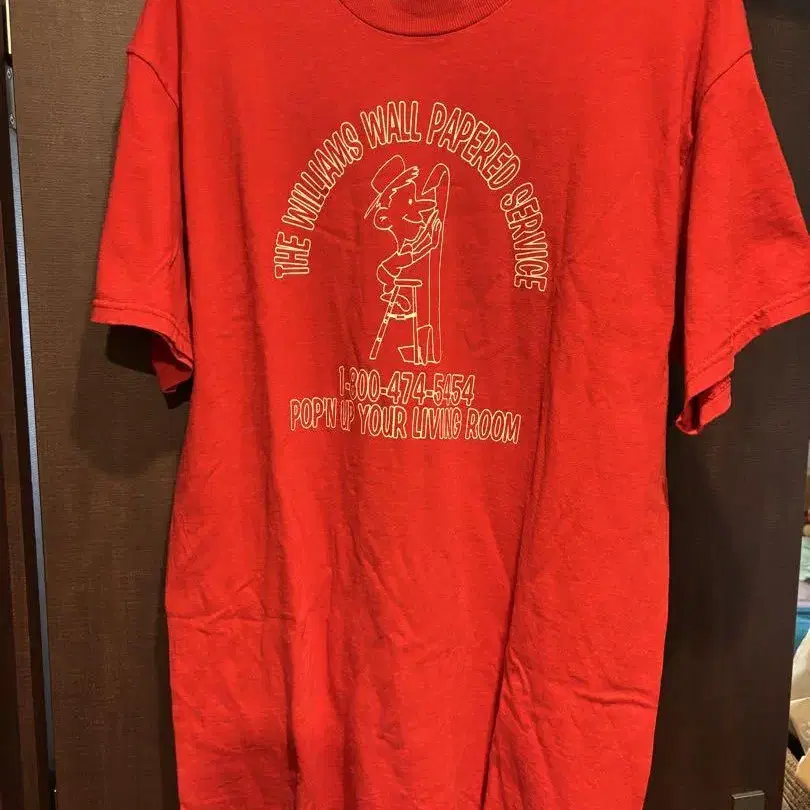 THE WILLIAMS WALL PAPERED SERVICE
1-800-474-5454
POP'N UP YOUR LIVING ROOM